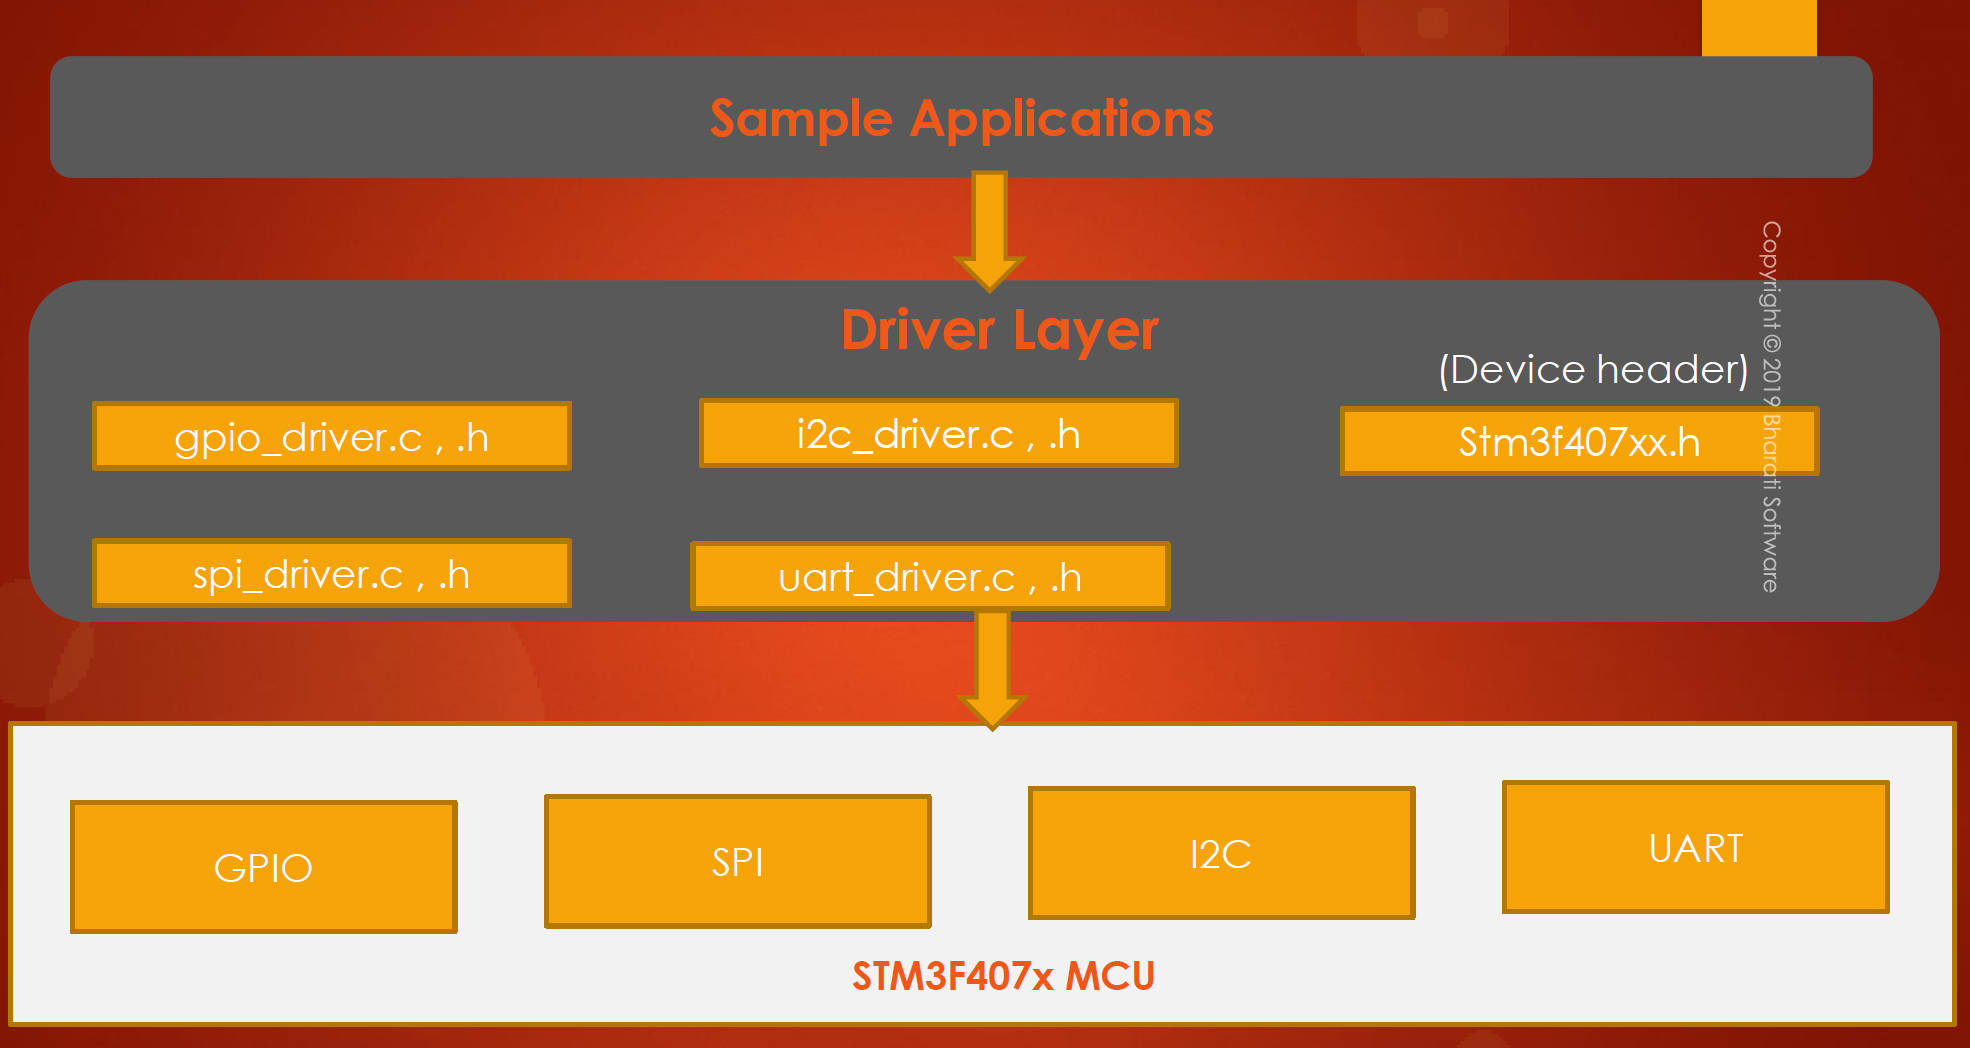 Sample Applications
Driver Layer
(Device header)
gpio_driver.c , .h
i2c_driver.c , .h
Stm3f407xx.h
spi_driver.c , .h
uart_driver.c , .h
GPIO
SPI
I2C
UART
STM3F407x MCU
Copyright © 2019 Bharati Software